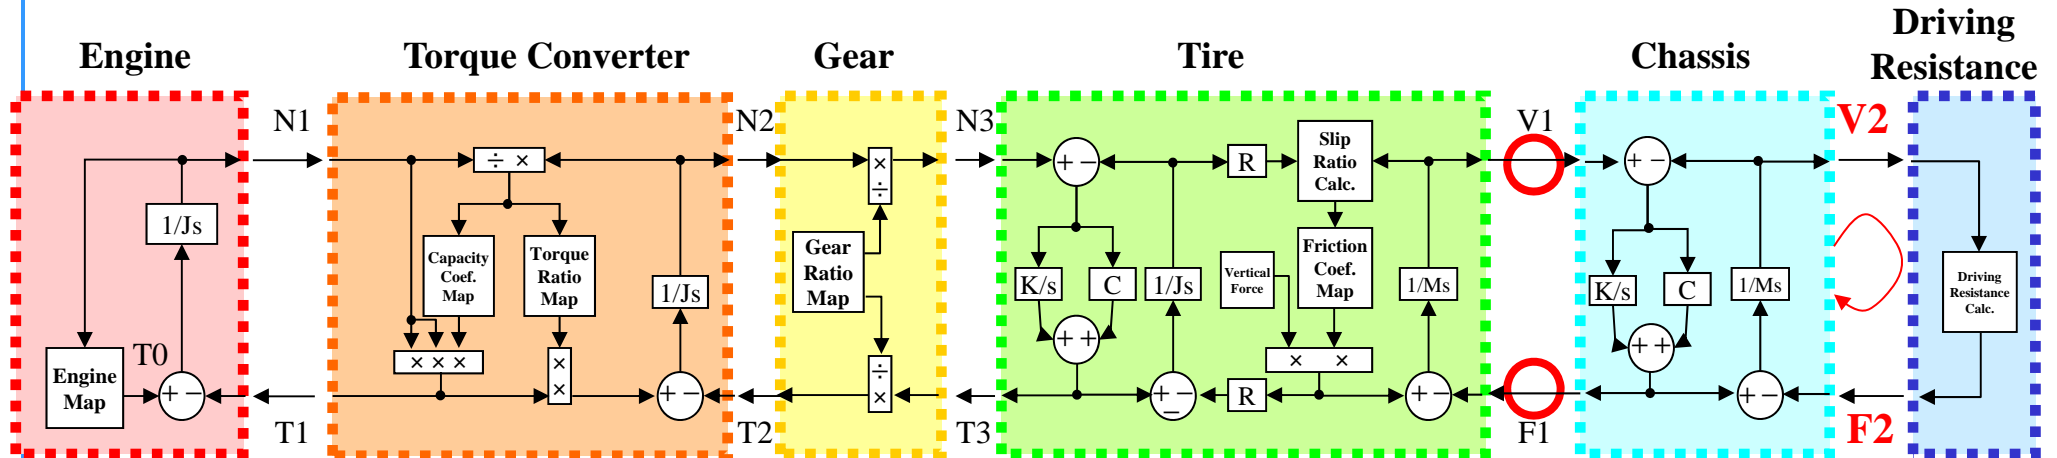 Engine
Torque Converter
Gear
Tire
Chassis
Driving
Resistance
N1
N2
N3
V1
V2
1/Js
Engine
Map
T0
+ −
T1
÷ ×
Capacity
Coef.
Map
Torque
Ratio
Map
1/Js
× × ×
×
×
+ −
T2
×
÷
Gear
Ratio
Map
÷
×
T3
+ −
R
Slip
Ratio
Calc.
K/s
C
1/Js
Vertical
Force
Friction
Coef.
Map
1/Ms
+ +
× ×
+ −
−
R
+ −
F1
+ −
K/s
C
1/Ms
+ +
+ −
F2
Driving
Resistance
Calc.